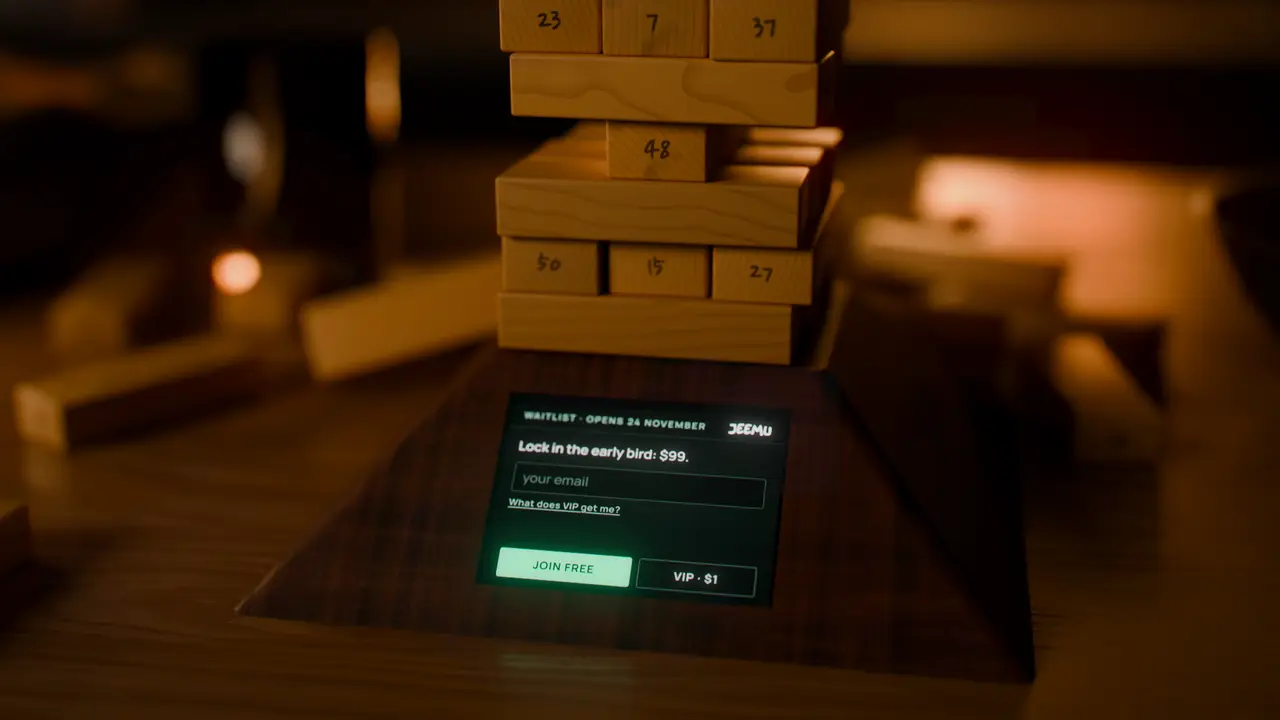 23 7 37
48
50 15 27
WAITLIST · OPENS 24 NOVEMBER
JEEMU
Lock in the early bird: $99.
your email
What does VIP get me?
JOIN FREE
VIP · $1